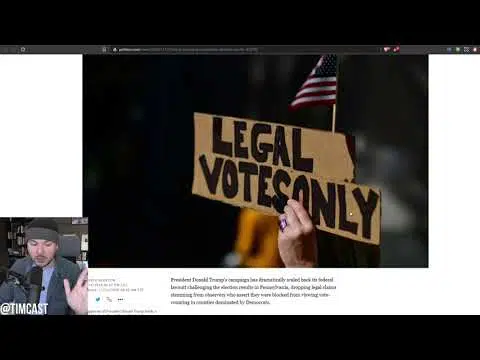 LEGAL
VOTES ONLY
President Donald Trump's campaign has dramatically scaled back its federal
lawsuit challenging the election results in Pennsylvania, dropping legal claims
stemming from observers who assert they were blocked from viewing vote-
counting in counties dominated by Democrats.
@TIMCAST